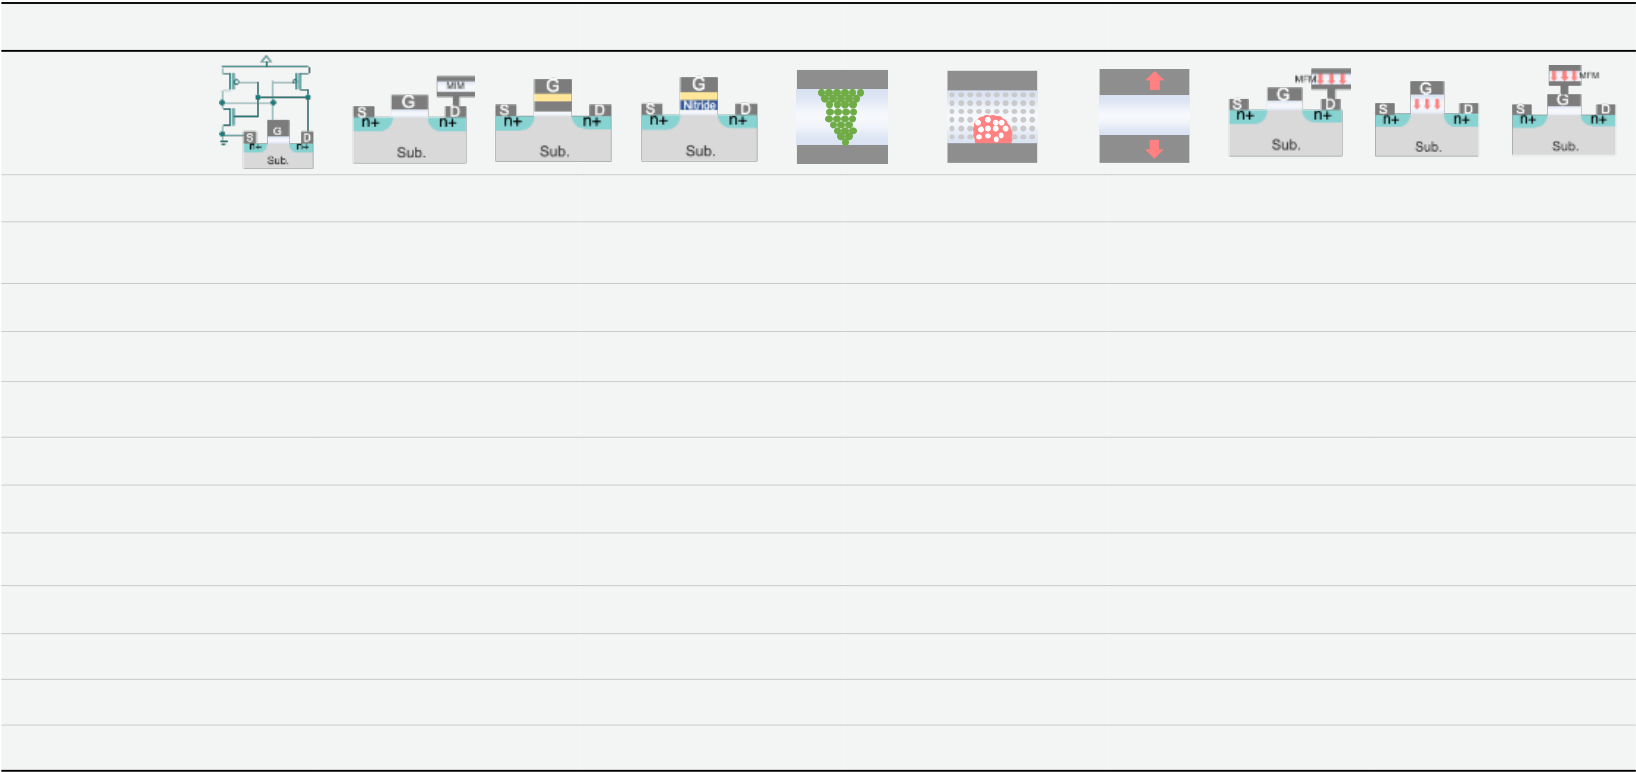 G
S
D
n+
n+
Sub.
MIM
G
S
D
n+
n+
Sub.
G
S
D
n+
n+
Sub.
G
Nitride
S
D
n+
n+
Sub.
MFM
G
S
D
n+
n+
Sub.
G
S
D
n+
n+
Sub.
MFM
G
S
D
n+
n+
Sub.